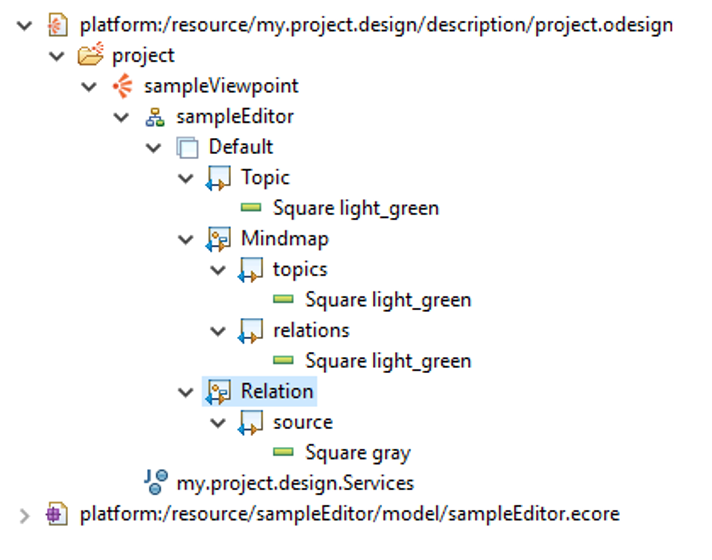 platform:/resource/my.project.design/description/project.odesign
project
sampleViewpoint
sampleEditor
Default
Topic
Square light_green
Mindmap
topics
Square light_green
relations
Square light_green
Relation
source
Square gray
my.project.design.Services
platform:/resource/sampleEditor/model/sampleEditor.ecore